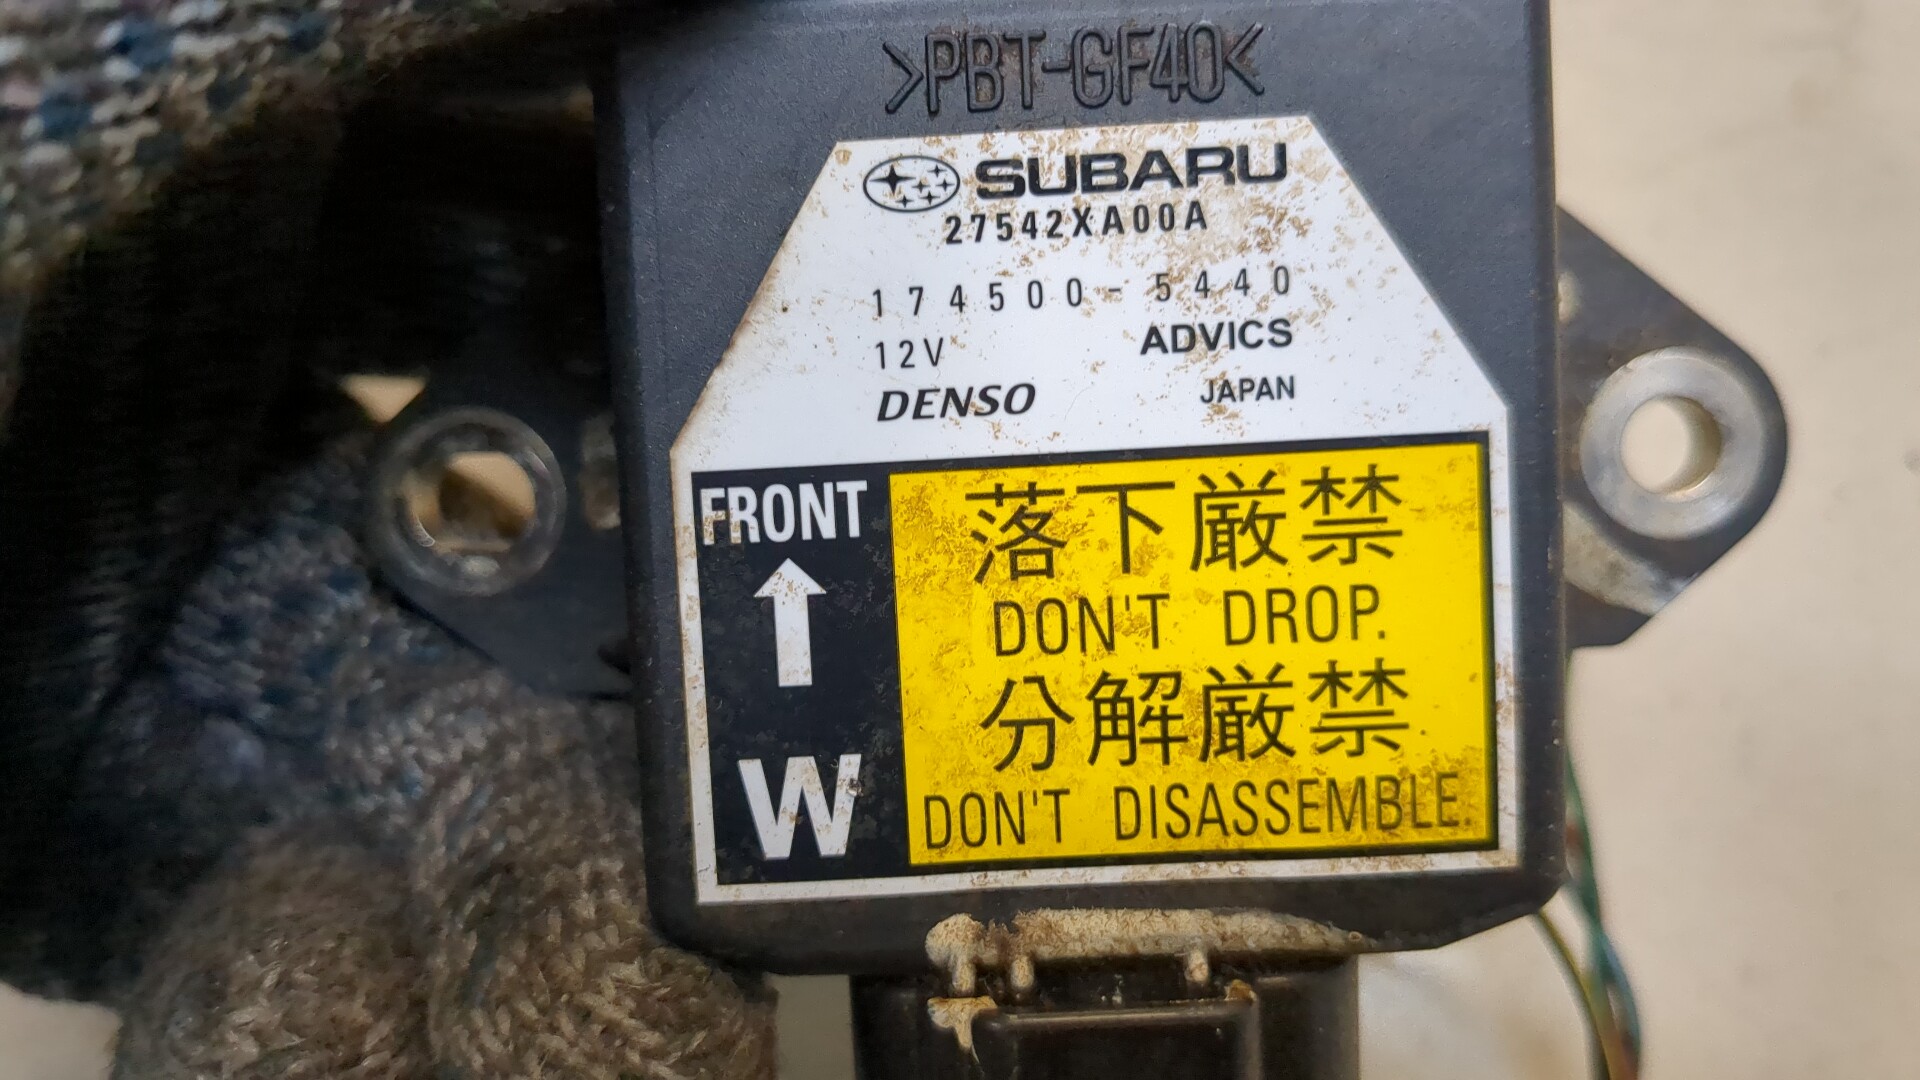 >PBT-GF40<
SUBARU
27542XA00A
174500-5440
12V ADVICS
DENSO JAPAN
FRONT
W
落下厳禁
DON'T DROP.
分解厳禁
DON'T DISASSEMBLE.